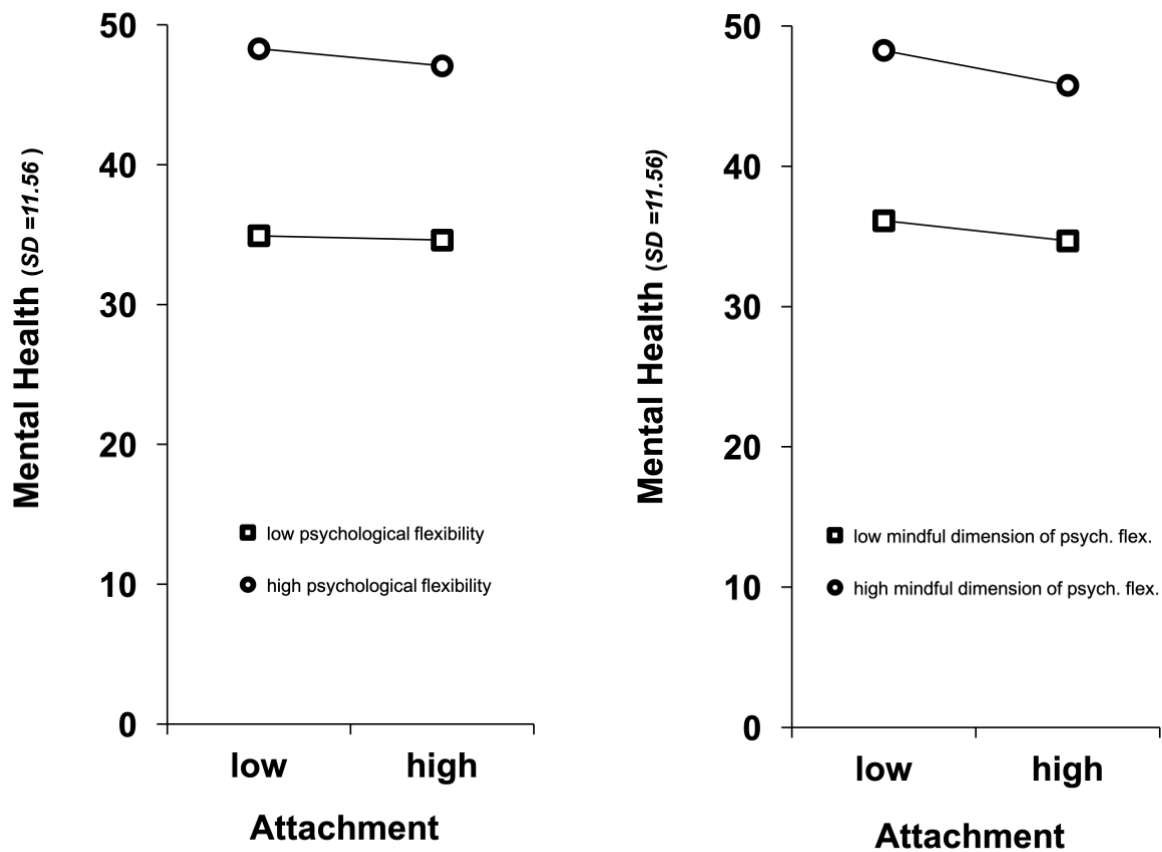 50
40
30
20
10
0
Mental Health (SD =11.56 )
low psychological flexibility
high psychological flexibility
low
high
Attachment
50
40
30
20
10
0
Mental Health (SD =11.56)
low mindful dimension of psych. flex.
high mindful dimension of psych. flex.
low
high
Attachment